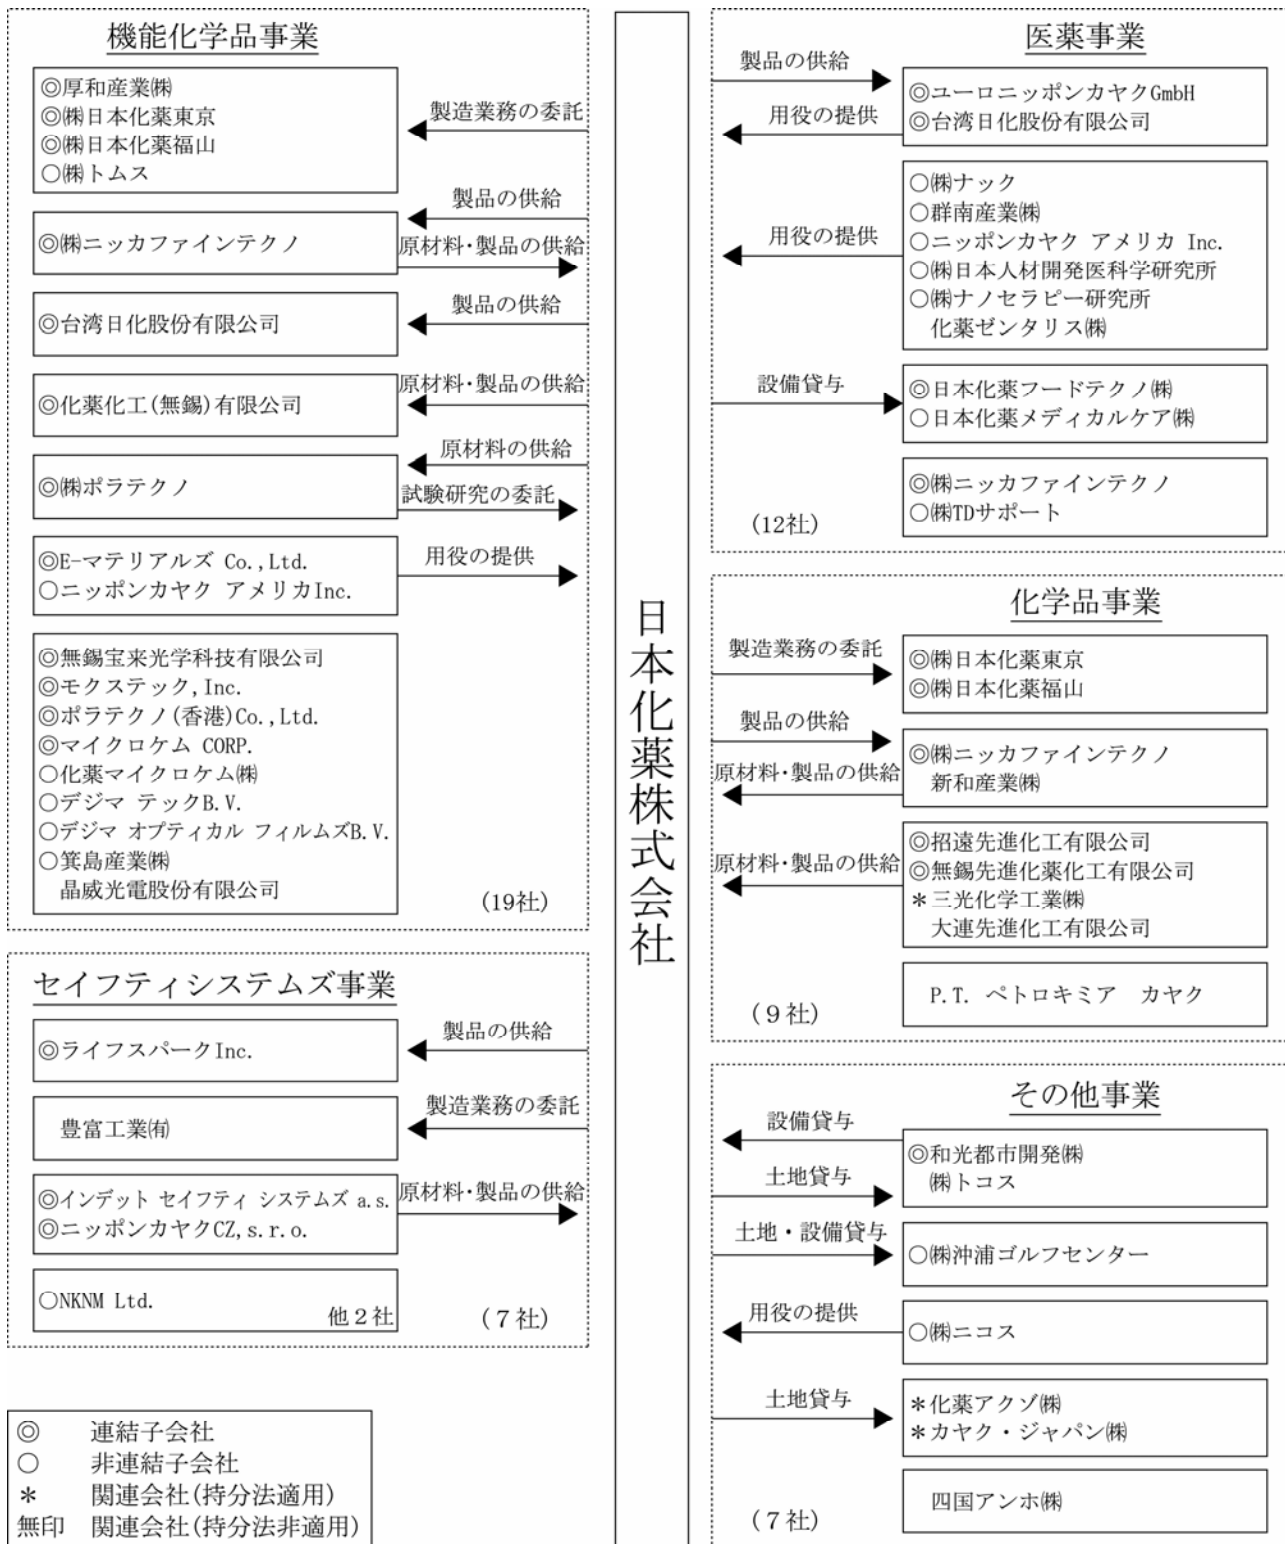 機能化学品事業
◎厚和産業㈱
◎㈱日本化薬東京
◎㈱日本化薬福山
○㈱トムス
製造業務の委託
◎㈱ニッカファインテクノ
製品の供給
原材料・製品の供給
◎台湾日化股份有限公司
製品の供給
◎化薬化工(無錫)有限公司
原材料・製品の供給
◎㈱ポラテクノ
原材料の供給
試験研究の委託
◎E-マテリアルズ Co.,Ltd.
○ニッポンカヤク アメリカInc.
用役の提供
◎無錫宝来光学科技有限公司
◎モクステック,Inc.
◎ポラテクノ(香港)Co.,Ltd.
◎マイクロケム CORP.
○化薬マイクロケム㈱
○デジマ テックB.V.
○デジマ オプティカル フィルムズB.V.
○箕島産業㈱
晶威光電股份有限公司
(19社)
セイフティシステムズ事業
◎ライフスパークInc.
製品の供給
豊富工業㈲
製造業務の委託
◎インデット セイフティ システムズ a.s.
◎ニッポンカヤクCZ,s.r.o.
原材料・製品の供給
○NKNM Ltd.
他2社
(7社)
◎ 連結子会社
○ 非連結子会社
* 関連会社(持分法適用)
無印 関連会社(持分法非適用)
日本化薬株式会社
医薬事業
製品の供給
用役の提供
◎ユーロニッポンカヤクGmbH
◎台湾日化股份有限公司
用役の提供
○㈱ナック
○群南産業㈱
○ニッポンカヤク アメリカ Inc.
○㈱日本人材開発医科学研究所
○㈱ナノセラピー研究所
化薬ゼンタリス㈱
設備貸与
◎日本化薬フードテクノ㈱
○日本化薬メディカルケア㈱
◎㈱ニッカファインテクノ
○㈱TDサポート
(12社)
化学品事業
製造業務の委託
◎㈱日本化薬東京
◎㈱日本化薬福山
製品の供給
原材料・製品の供給
◎㈱ニッカファインテクノ
新和産業㈱
原材料・製品の供給
◎招遠先進化工有限公司
◎無錫先進化薬化工有限公司
*三光化学工業㈱
大連先進化工有限公司
P.T. ペトロキミア カヤク
(9社)
その他事業
設備貸与
土地貸与
◎和光都市開発㈱
㈱トコス
土地・設備貸与
○㈱沖浦ゴルフセンター
用役の提供
○㈱ニコス
土地貸与
*化薬アクゾ㈱
*カヤク・ジャパン㈱
四国アンホ㈱
(7社)